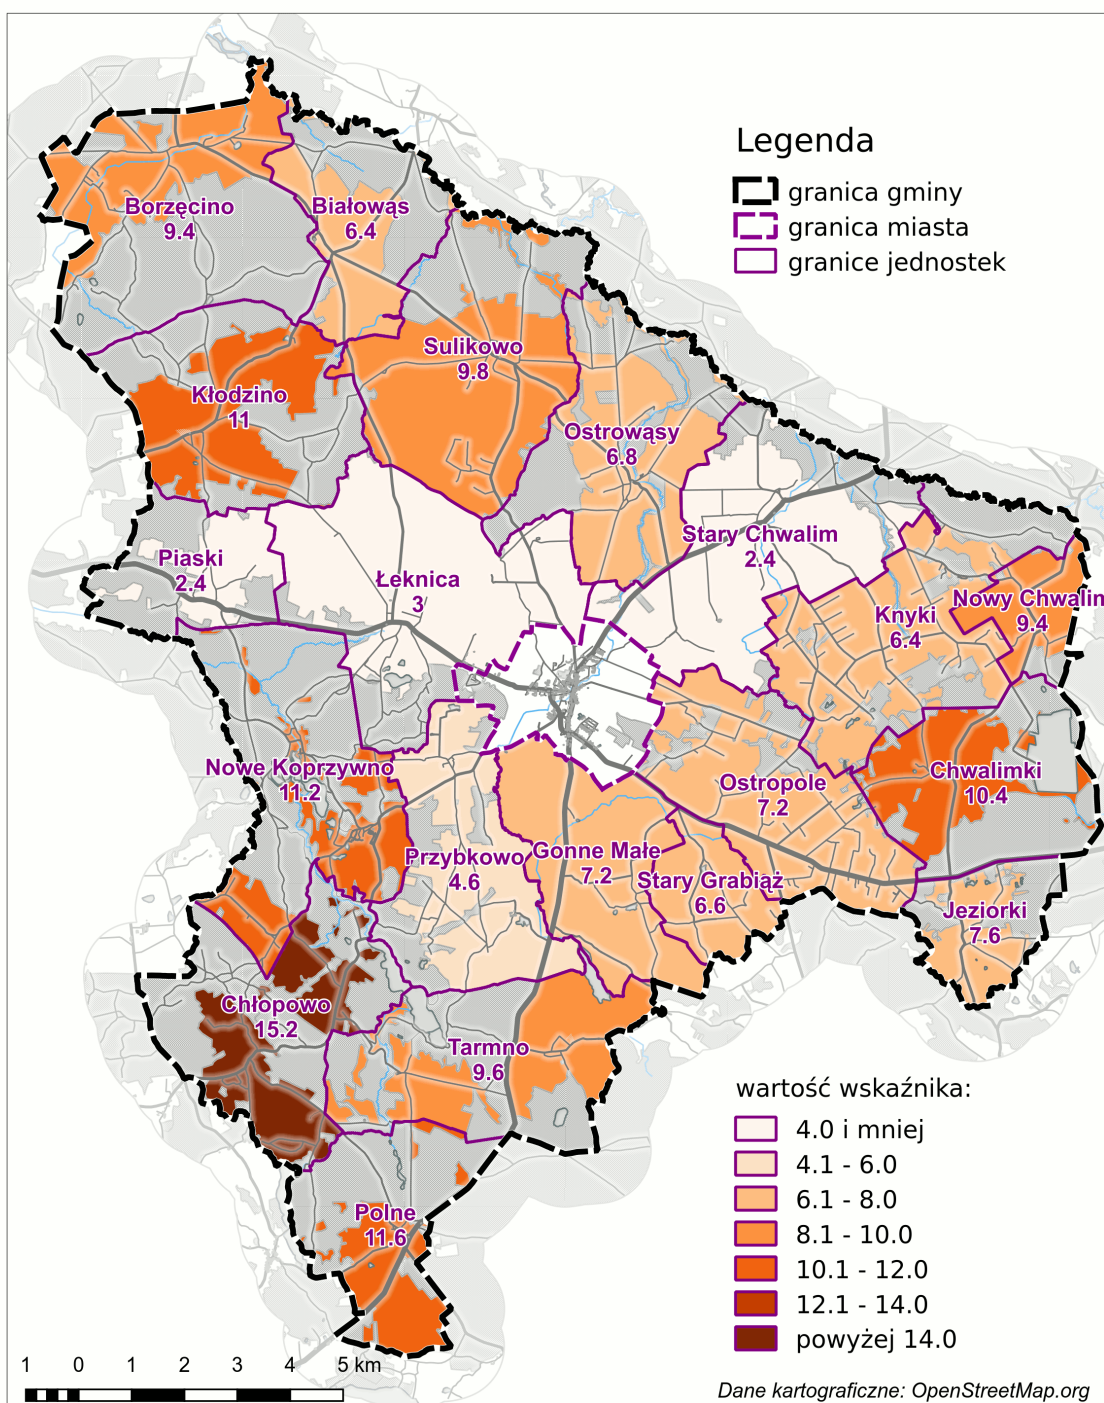 Legenda
granica gminy
granica miasta
granice jednostek
Borzęcino
9.4
Białowąs
6.4
Sulikowo
9.8
Kłodzino
11
Ostrowąsy
6.8
Stary Chwalim
2.4
Piaski
2.4
Łeknica
3
Knyki
6.4
Nowy Chwalim
9.4
Nowe Koprzywno
11.2
Ostropole
7.2
Chwalimki
10.4
Przybkowo
4.6
Gonne Małe
7.2
Stary Grabiąż
6.6
Jeziorki
7.6
Chłopowo
15.2
Tarmno
9.6
Polne
11.6
wartość wskaźnika:
4.0 i mniej
4.1 - 6.0
6.1 - 8.0
8.1 - 10.0
10.1 - 12.0
12.1 - 14.0
powyżej 14.0
1 0 1 2 3 4 5 km
Dane kartograficzne: OpenStreetMap.org